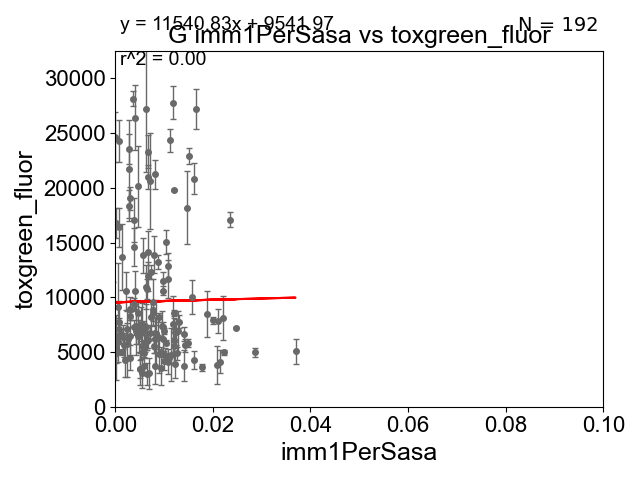 y = 11540.83x + 9541.97
N = 192
G imm1PerSasa vs toxgreen_fluor
r^2 = 0.00
30000
25000
20000
15000
10000
5000
0
toxgreen_fluor
0.00
0.02
0.04
0.06
0.08
0.10
imm1PerSasa